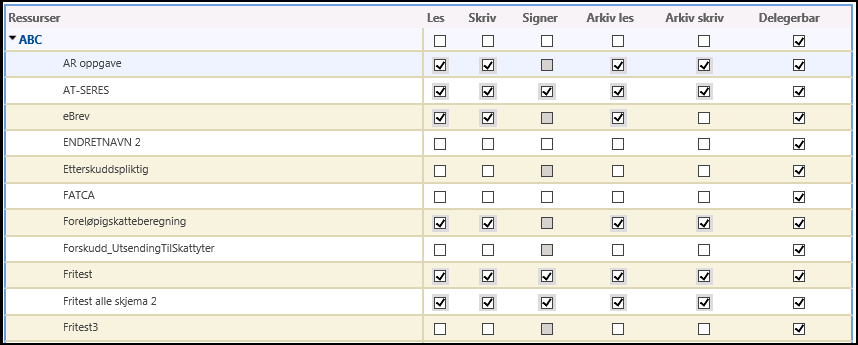 Ressurser Les Skriv Signer Arkiv les Arkiv skriv Delegerbar
ABC
AR oppgave
AT-SERES
eBrev
ENDRETNAVN 2
Etterskuddspliktig
FATCA
Foreløpigskatteberegning
Forskudd_UtsendingTilSkattyter
Fritest
Fritest alle skjema 2
Fritest3